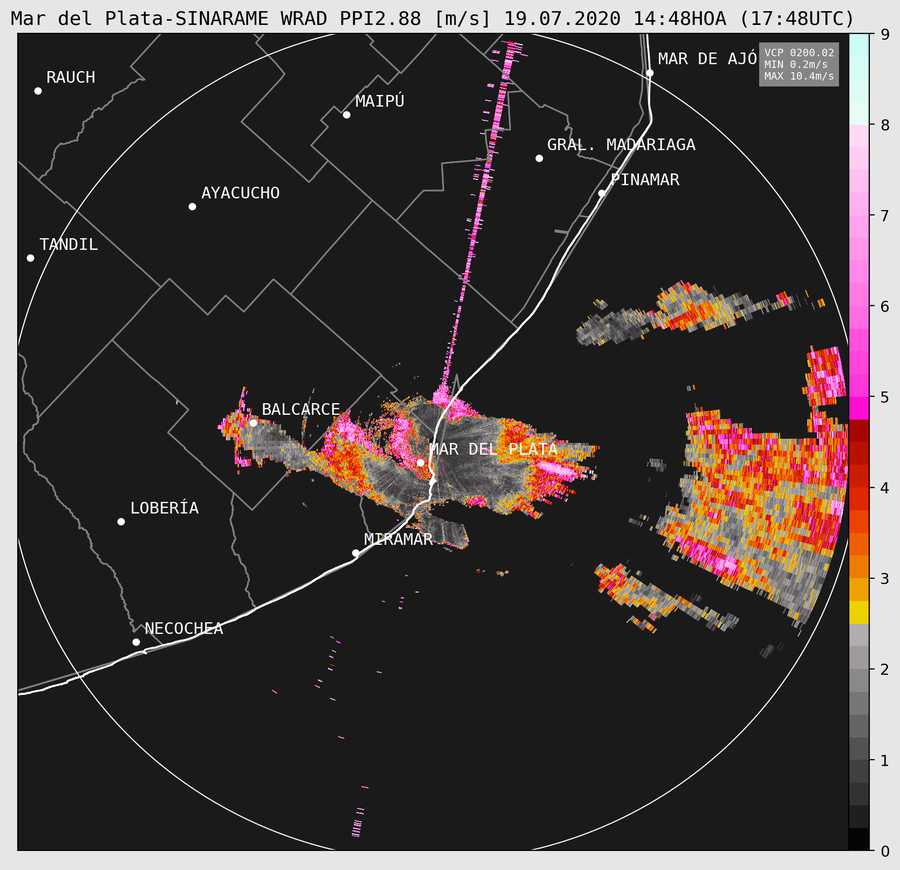 Mar del Plata-SINARAME WRAD PPI2.88 [m/s] 19.07.2020 14:48HOA (17:48UTC)
VCP 0200.02
MIN 0.2m/s
MAX 10.4m/s
RAUCH
MAR DE AJÓ
MAIPÚ
GRAL. MADARIAGA
PINAMAR
AYACUCHO
TANDIL
BALCARCE
MAR DEL PLATA
LOBERÍA
MIRAMAR
NECOCHEA
9
8
7
6
5
4
3
2
1
0